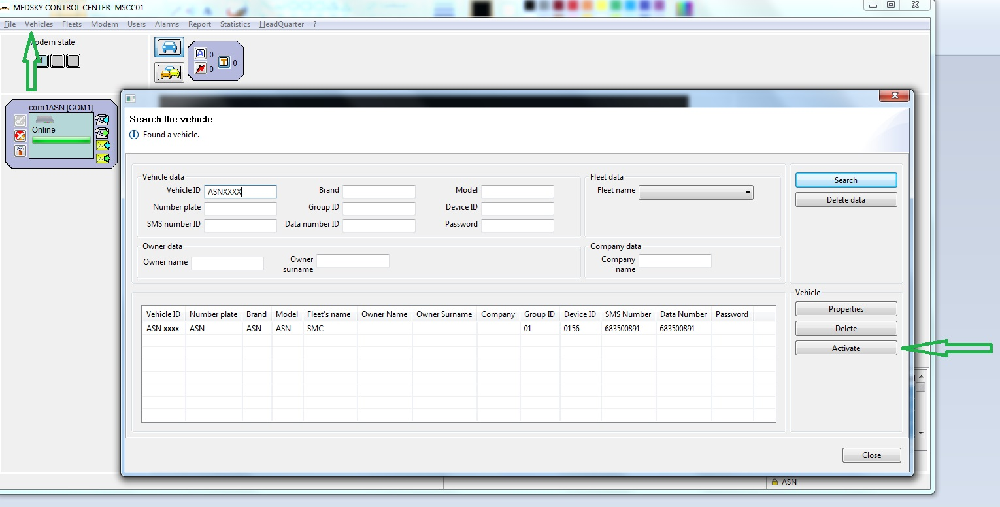 med. MEDSKY CONTROL CENTER MSCC01
File Vehicles Fleets Modem Users Alarms Report Statistics HeadQuarter ?
Modem state
1
A 0
T 0
0
com1ASN [COM1]
Online
Search the vehicle
Found a vehicle.
Vehicle data
Vehicle ID ASNXXXX Brand Model
Number plate Group ID Device ID
SMS number ID Data number ID Password
Fleet data
Fleet name
Search
Delete data
Owner data
Owner name Owner surname
Company data
Company name
Vehicle ID Number plate Brand Model Fleet's name Owner Name Owner Surname Company Group ID Device ID SMS Number Data Number Password
ASN xxxx ASN ASN ASN SMC 01 0156 683500891 683500891
Vehicle
Properties
Delete
Activate
Close
ASN